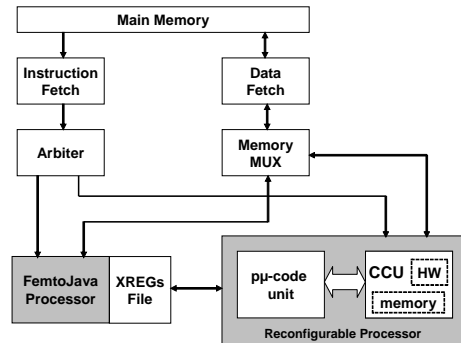 Main Memory
Instruction
Fetch
Data
Fetch
Arbiter
Memory
MUX
FemtoJava
Processor
XREGs
File
pμ-code
unit
CCU
HW
memory
Reconfigurable Processor